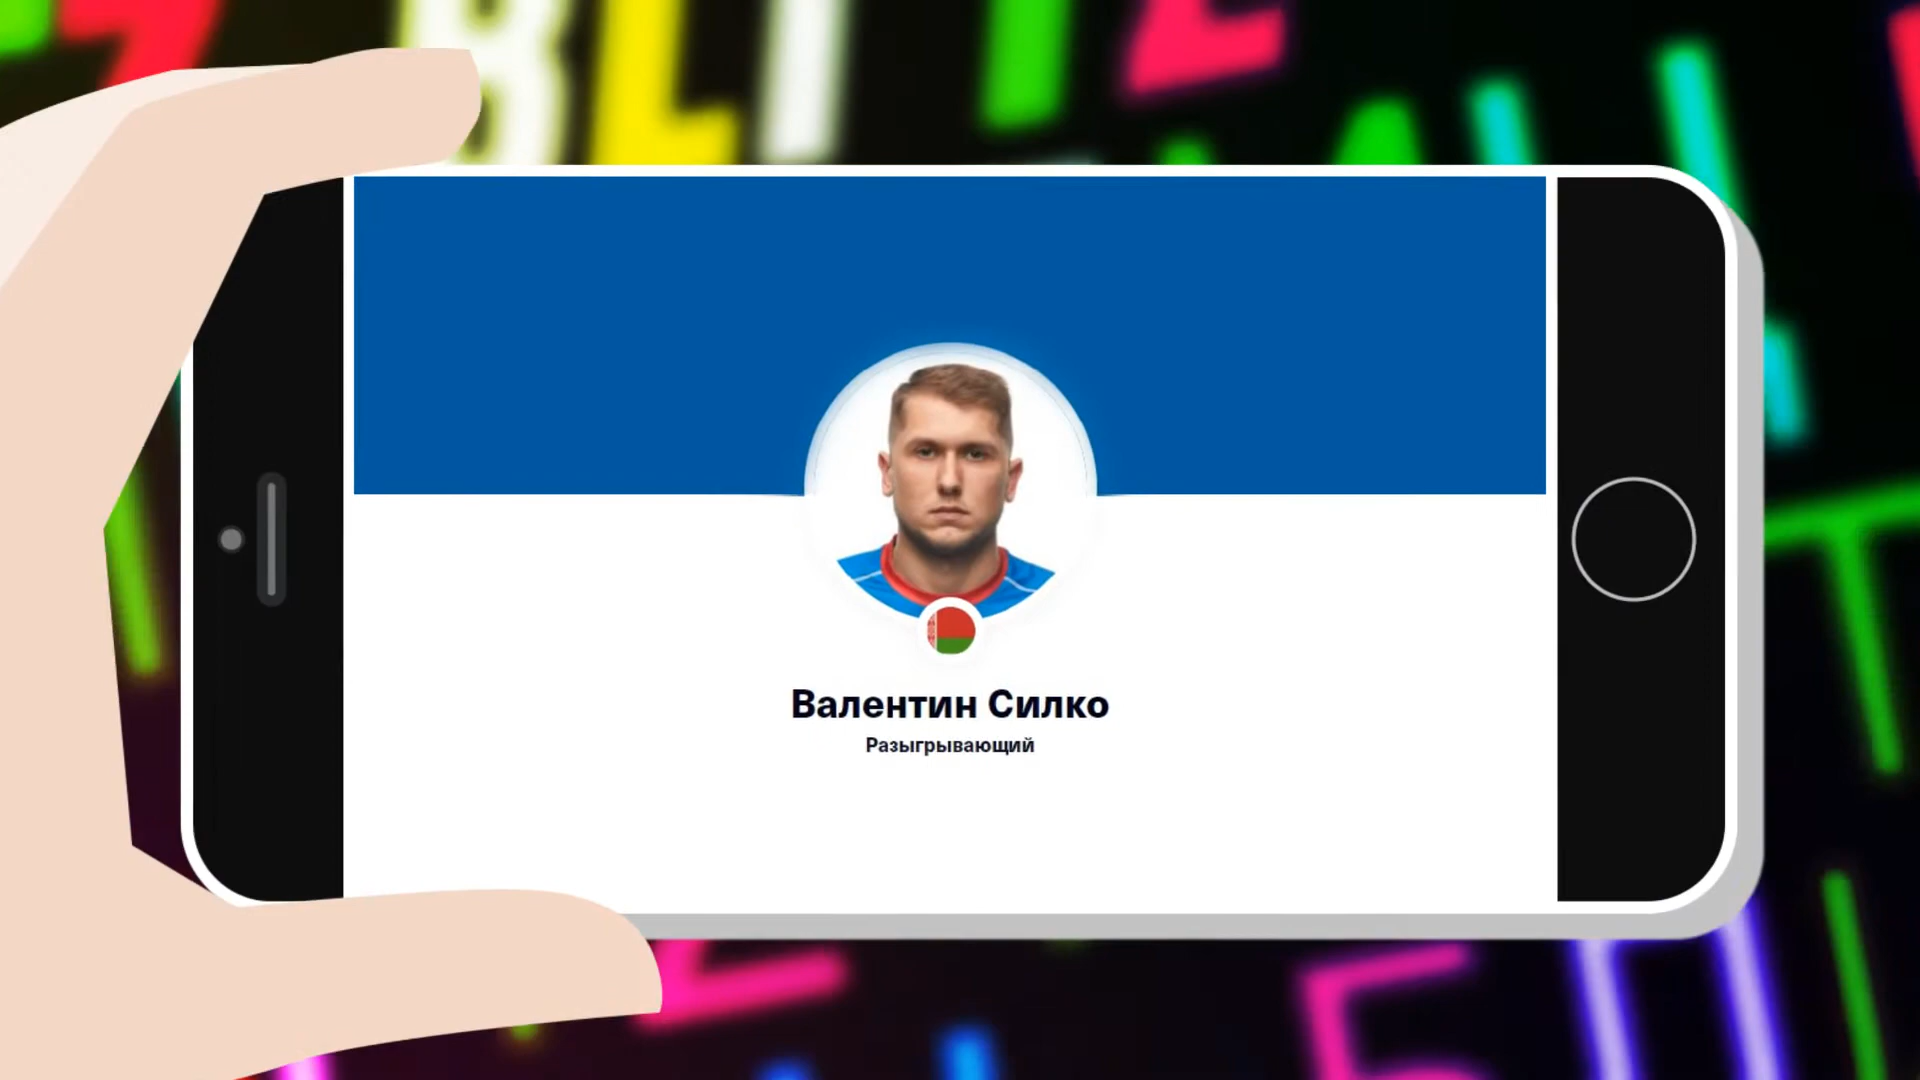 Валентин Силко
Разыгрывающий